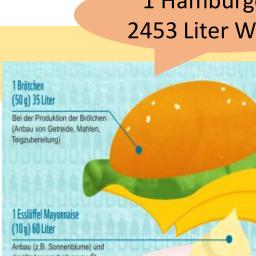 1 Hamburge
2453 Liter W
1 Brötchen
(50 g) 35 Liter
Bei der Produktion der Brötchen
(Anbau von Getreide, Mahlen,
Teigzubereitung)
1 Esslöffel Mayonnaise
(10 g) 60 Liter
Anbau (z.B. Sonnenblume) und